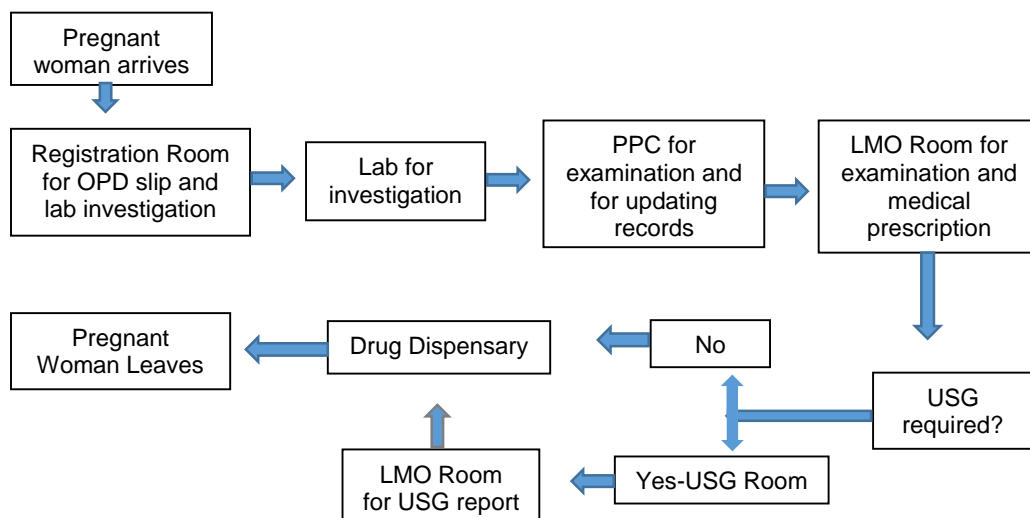 Pregnant
woman arrives
Registration Room
for OPD slip and
lab investigation
Lab for
investigation
PPC for
examination and
for updating
records
LMO Room for
examination and
medical
prescription
USG
required?
No
Yes-USG Room
LMO Room
for USG report
Drug Dispensary
Pregnant
Woman Leaves